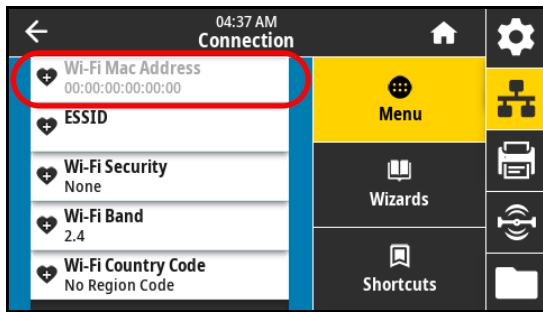 04:37 AM
Connection
Wi-Fi Mac Address
00:00:00:00:00:00
ESSID
Wi-Fi Security
None
Wi-Fi Band
2.4
Wi-Fi Country Code
No Region Code
Menu
Wizards
Shortcuts